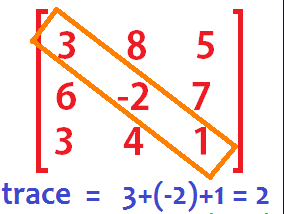 3 8 5
6 -2 7
3 4 1
trace = 3+(-2)+1 = 2